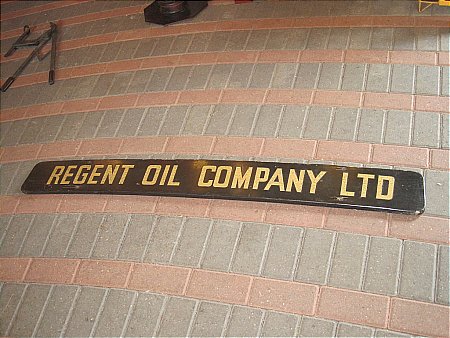 REGENT OIL COMPANY LTD